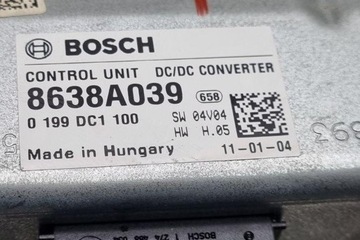 BOSCH
CONTROL UNIT DC/DC CONVERTER
8638A039 658
0 199 DC1 100 SW 04V04
HW H.05
Made in Hungary 11-01-04
BOSCH